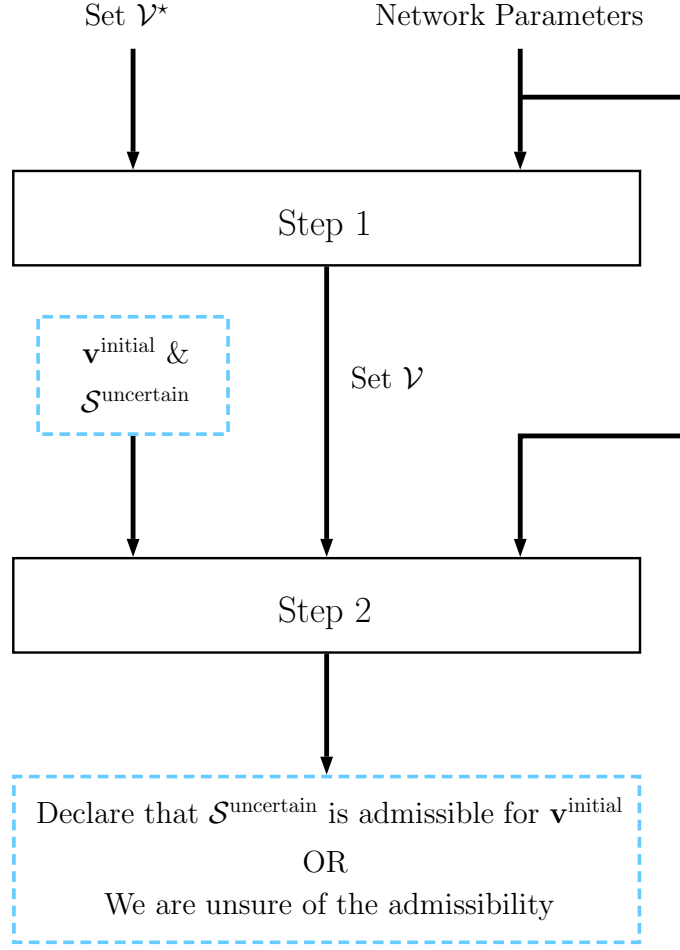 Set 𝒱⋆
Network Parameters
Step 1
𝐯^initial &
𝒮^uncertain
Set 𝒱
Step 2
Declare that 𝒮^uncertain is admissible for 𝐯^initial
OR
We are unsure of the admissibility